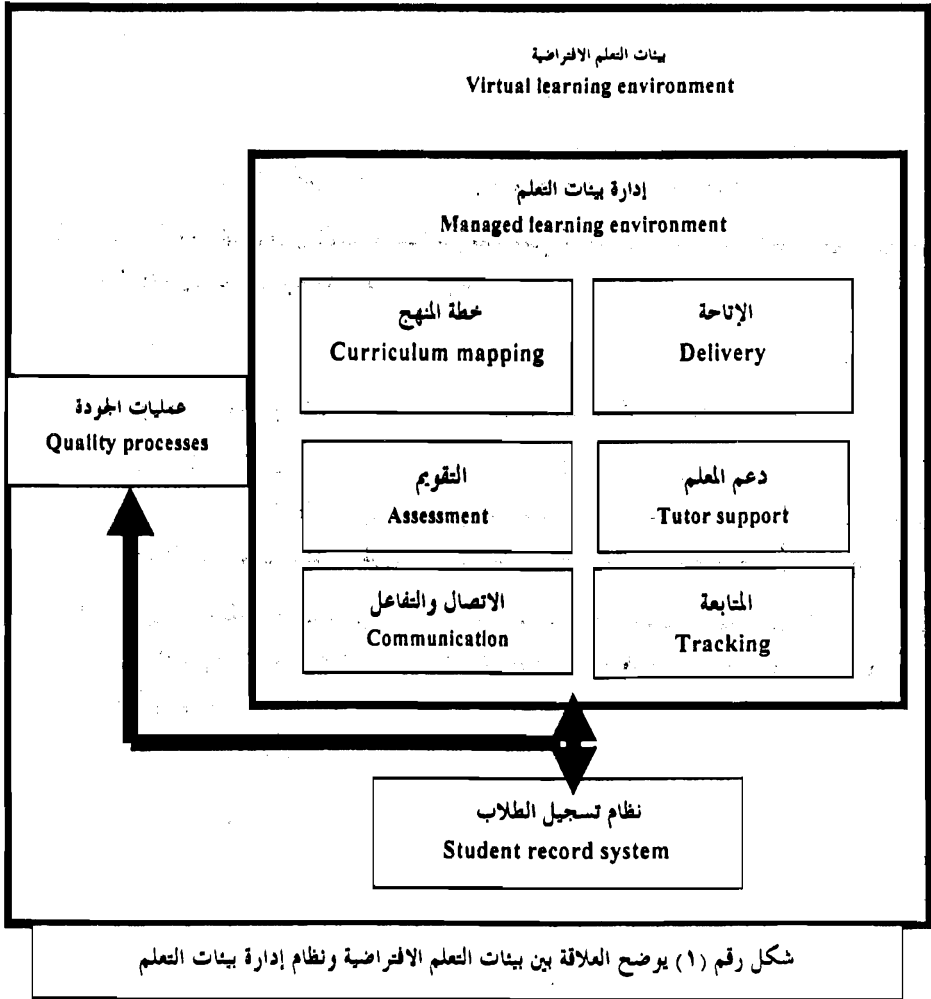 بيئات التعلم الافتراضية
Virtual learning environment
إدارة بيئات التعلم
Managed learning environment
خطة المنهج
Curriculum mapping
الإتاحة
Delivery
عمليات الجودة
Quality processes
التقويم
Assessment
دعم المعلم
Tutor support
الاتصال والتفاعل
Communication
المتابعة
Tracking
نظام تسجيل الطلاب
Student record system
شكل رقم (١) يوضح العلاقة بين بيئات التعلم الافتراضية ونظام إدارة بيئات التعلم